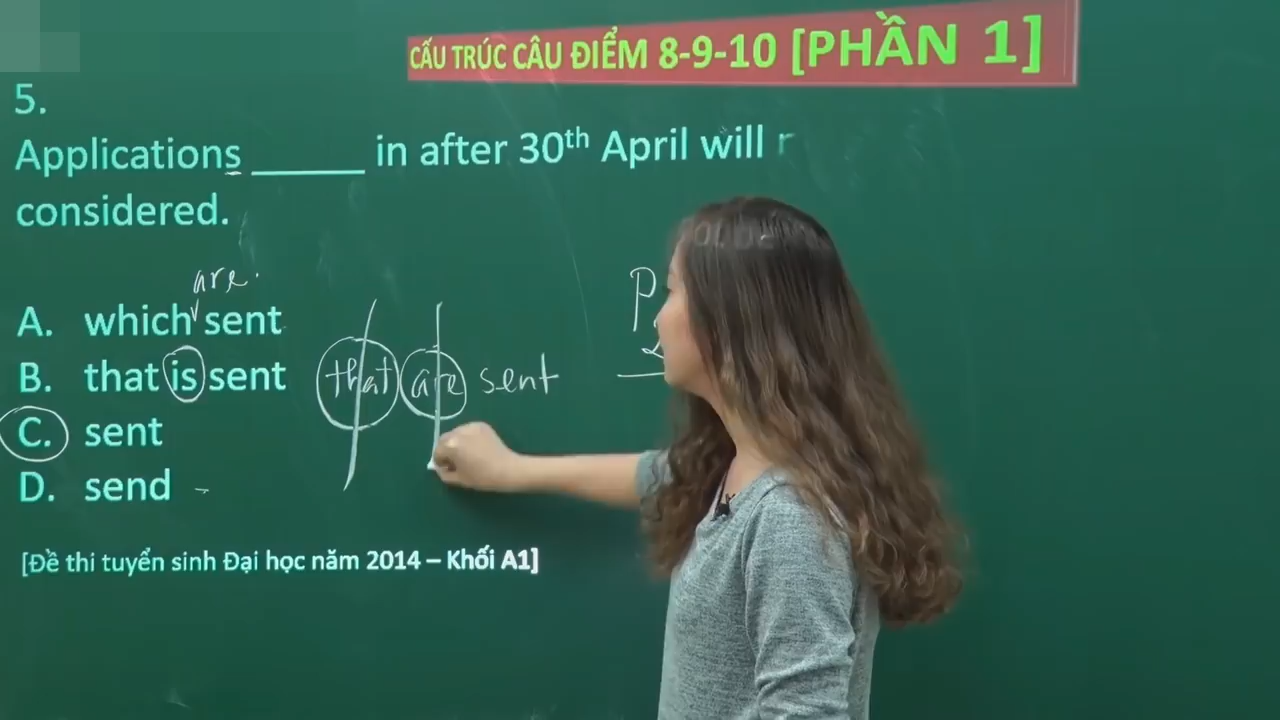 CẤU TRÚC CÂU ĐIỂM 8-9-10 [PHẦN 1]
5.
Applications ______ in after 30th April will
considered.
are.
A. which sent
B. that is sent
that are sent
C. sent
D. send
[Đề thi tuyển sinh Đại học năm 2014 – Khối A1]